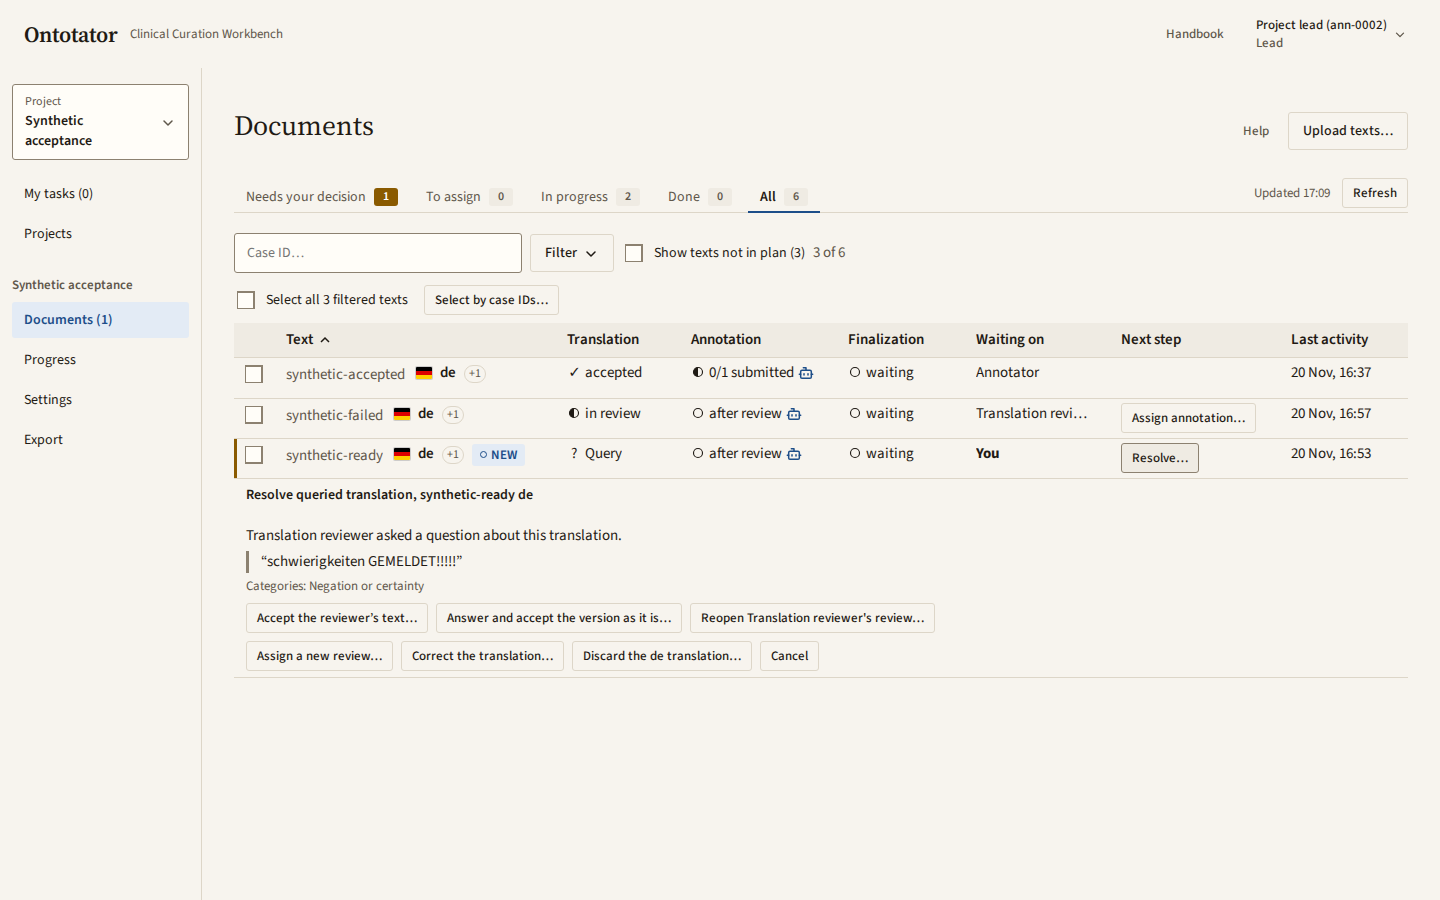 Ontotator Clinical Curation Workbench
Handbook
Project lead (ann-0002)
Lead
Project
Synthetic
acceptance
My tasks (0)
Projects
Synthetic acceptance
Documents (1)
Progress
Settings
Export
Documents
Help
Upload texts…
Needs your decision 1
To assign 0
In progress 2
Done 0
All 6
Updated 17:09
Refresh
Case ID…
Filter
Show texts not in plan (3) 3 of 6
Select all 3 filtered texts
Select by case IDs…
Text Translation Annotation Finalization Waiting on Next step Last activity
synthetic-accepted de +1 ✓ accepted 0/1 submitted waiting Annotator 20 Nov, 16:37
synthetic-failed de +1 in review after review waiting Translation revi… Assign annotation… 20 Nov, 16:57
synthetic-ready de +1 NEW ? Query after review waiting You Resolve… 20 Nov, 16:53
Resolve queried translation, synthetic-ready de
Translation reviewer asked a question about this translation.
“schwierigkeiten GEMELDET!!!!!”
Categories: Negation or certainty
Accept the reviewer's text… Answer and accept the version as it is… Reopen Translation reviewer's review…
Assign a new review… Correct the translation… Discard the de translation… Cancel